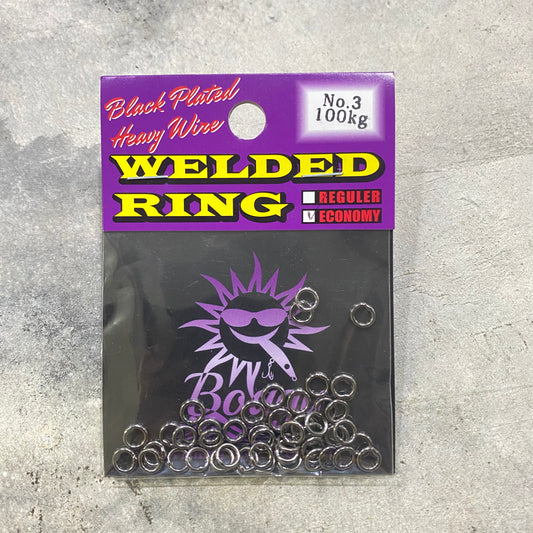 Black Plated
Heavy Wire
No.3
100kg
WELDED
RING
REGULER
ECONOMY